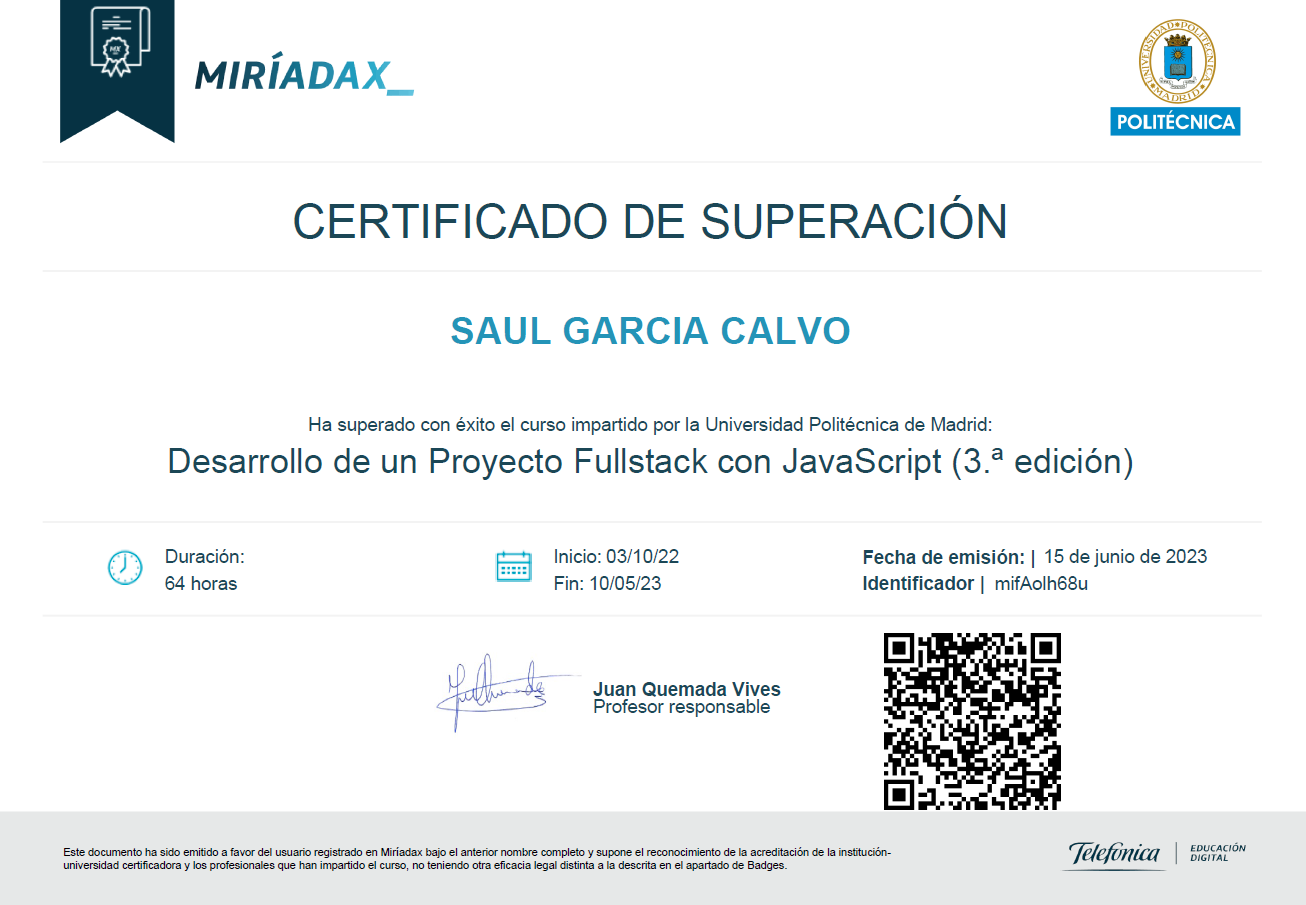 MX
MIRÍADAX_
UNIVERSIDAD POLITÉCNICA
MADRID
POLITÉCNICA
CERTIFICADO DE SUPERACIÓN
SAUL GARCIA CALVO
Ha superado con éxito el curso impartido por la Universidad Politécnica de Madrid:
Desarrollo de un Proyecto Fullstack con JavaScript (3.ª edición)
Duración:
64 horas
Inicio: 03/10/22
Fin: 10/05/23
Fecha de emisión: | 15 de junio de 2023
Identificador | mifAolh68u
Juan Quemada Vives
Profesor responsable
Este documento ha sido emitido a favor del usuario registrado en Miríadax bajo el anterior nombre completo y supone el reconocimiento de la acreditación de la institución-
universidad certificadora y los profesionales que han impartido el curso, no teniendo otra eficacia legal distinta a la descrita en el apartado de Badges.
Telefónica
EDUCACIÓN
DIGITAL